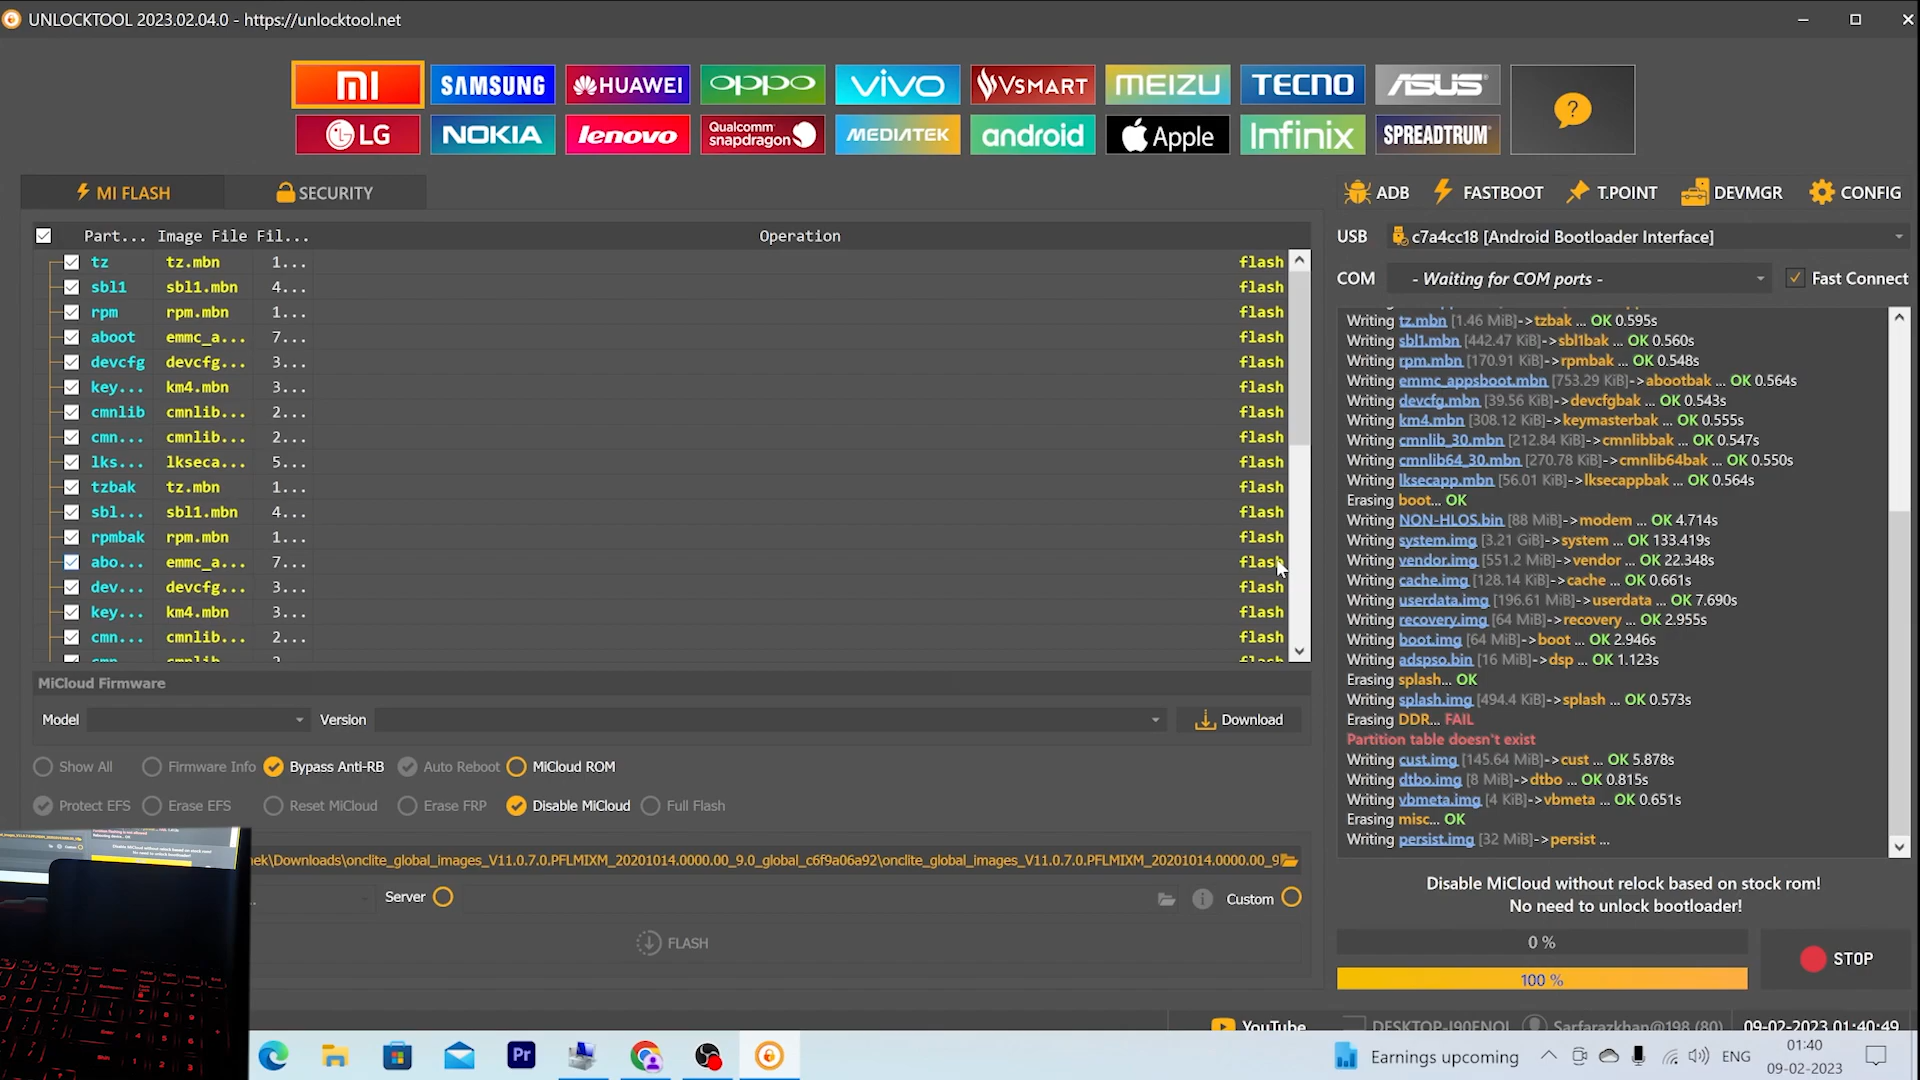 UNLOCKTOOL 2023.02.04.0 - https://unlocktool.net
MI SAMSUNG HUAWEI oppo vivo VSMART MEIZU TECNO ASUS ?
LG NOKIA lenovo Qualcomm snapdragon MEDIATEK android Apple Infinix SPREADTRUM
MI FLASH SECURITY
ADB FASTBOOT T.POINT DEVMGR CONFIG
Part... Image File Fil... Operation
tz tz.mbn 1... flash
sbl1 sbl1.mbn 4... flash
rpm rpm.mbn 1... flash
aboot emmc_a... 7... flash
devcfg devcfg... 3... flash
key... km4.mbn 3... flash
cmnlib cmnlib... 2... flash
cmn... cmnlib... 2... flash
lks... lkseca... 5... flash
tzbak tz.mbn 1... flash
sbl... sbl1.mbn 4... flash
rpmbak rpm.mbn 1... flash
abo... emmc_a... 7... flash
dev... devcfg... 3... flash
key... km4.mbn 3... flash
cmn... cmnlib... 2... flash
USB c7a4cc18 [Android Bootloader Interface]
COM - Waiting for COM ports - Fast Connect
Writing tz.mbn [1.46 MiB]->tzbak ... OK 0.595s
Writing sbl1.mbn [442.47 KiB]->sbl1bak ... OK 0.560s
Writing rpm.mbn [170.91 KiB]->rpmbak ... OK 0.548s
Writing emmc_appsboot.mbn [753.29 KiB]->abootbak ... OK 0.564s
Writing devcfg.mbn [39.56 KiB]->devcfgbak ... OK 0.543s
Writing km4.mbn [308.12 KiB]->keymasterbak ... OK 0.555s
Writing cmnlib_30.mbn [212.84 KiB]->cmnlibbak ... OK 0.547s
Writing cmnlib64_30.mbn [270.78 KiB]->cmnlib64bak ... OK 0.550s
Writing lksecapp.mbn [56.01 KiB]->lksecappbak ... OK 0.564s
Erasing boot... OK
Writing NON-HLOS.bin [88 MiB]->modem ... OK 4.714s
Writing system.img [3.21 GiB]->system ... OK 133.419s
Writing vendor.img [551.2 MiB]->vendor ... OK 22.348s
Writing cache.img [128.14 KiB]->cache ... OK 0.661s
Writing userdata.img [196.61 MiB]->userdata ... OK 7.690s
Writing recovery.img [64 MiB]->recovery ... OK 2.955s
Writing boot.img [64 MiB]->boot ... OK 2.946s
Writing adspso.bin [16 MiB]->dsp ... OK 1.123s
Erasing splash... OK
Writing splash.img [494.4 KiB]->splash ... OK 0.573s
Erasing DDR... FAIL
Partition table doesn't exist
Writing cust.img [145.64 MiB]->cust ... OK 5.878s
Writing dtbo.img [8 MiB]->dtbo ... OK 0.815s
Writing vbmeta.img [4 KiB]->vbmeta ... OK 0.651s
Erasing misc... OK
Writing persist.img [32 MiB]->persist ...
MiCloud Firmware
Model Version Download
Show All Firmware Info Bypass Anti-RB Auto Reboot MiCloud ROM
Protect EFS Erase EFS Reset MiCloud Erase FRP Disable MiCloud Full Flash
ek\Downloads\onclite_global_images_V11.0.7.0.PFLMIXM_20201014.0000.00_9.0_global_c6f9a06a92\onclite_global_images_V11.0.7.0.PFLMIXM_20201014.0000.00_9
Server Custom
FLASH
Disable MiCloud without relock based on stock rom!
No need to unlock bootloader!
0 %
100 %
STOP
YouTube DESKTOP-J90ENOL Sarfarazkhan@198 (80) 09-02-2023 01:40:49
Pr Earnings upcoming ENG 01:40
09-02-2023